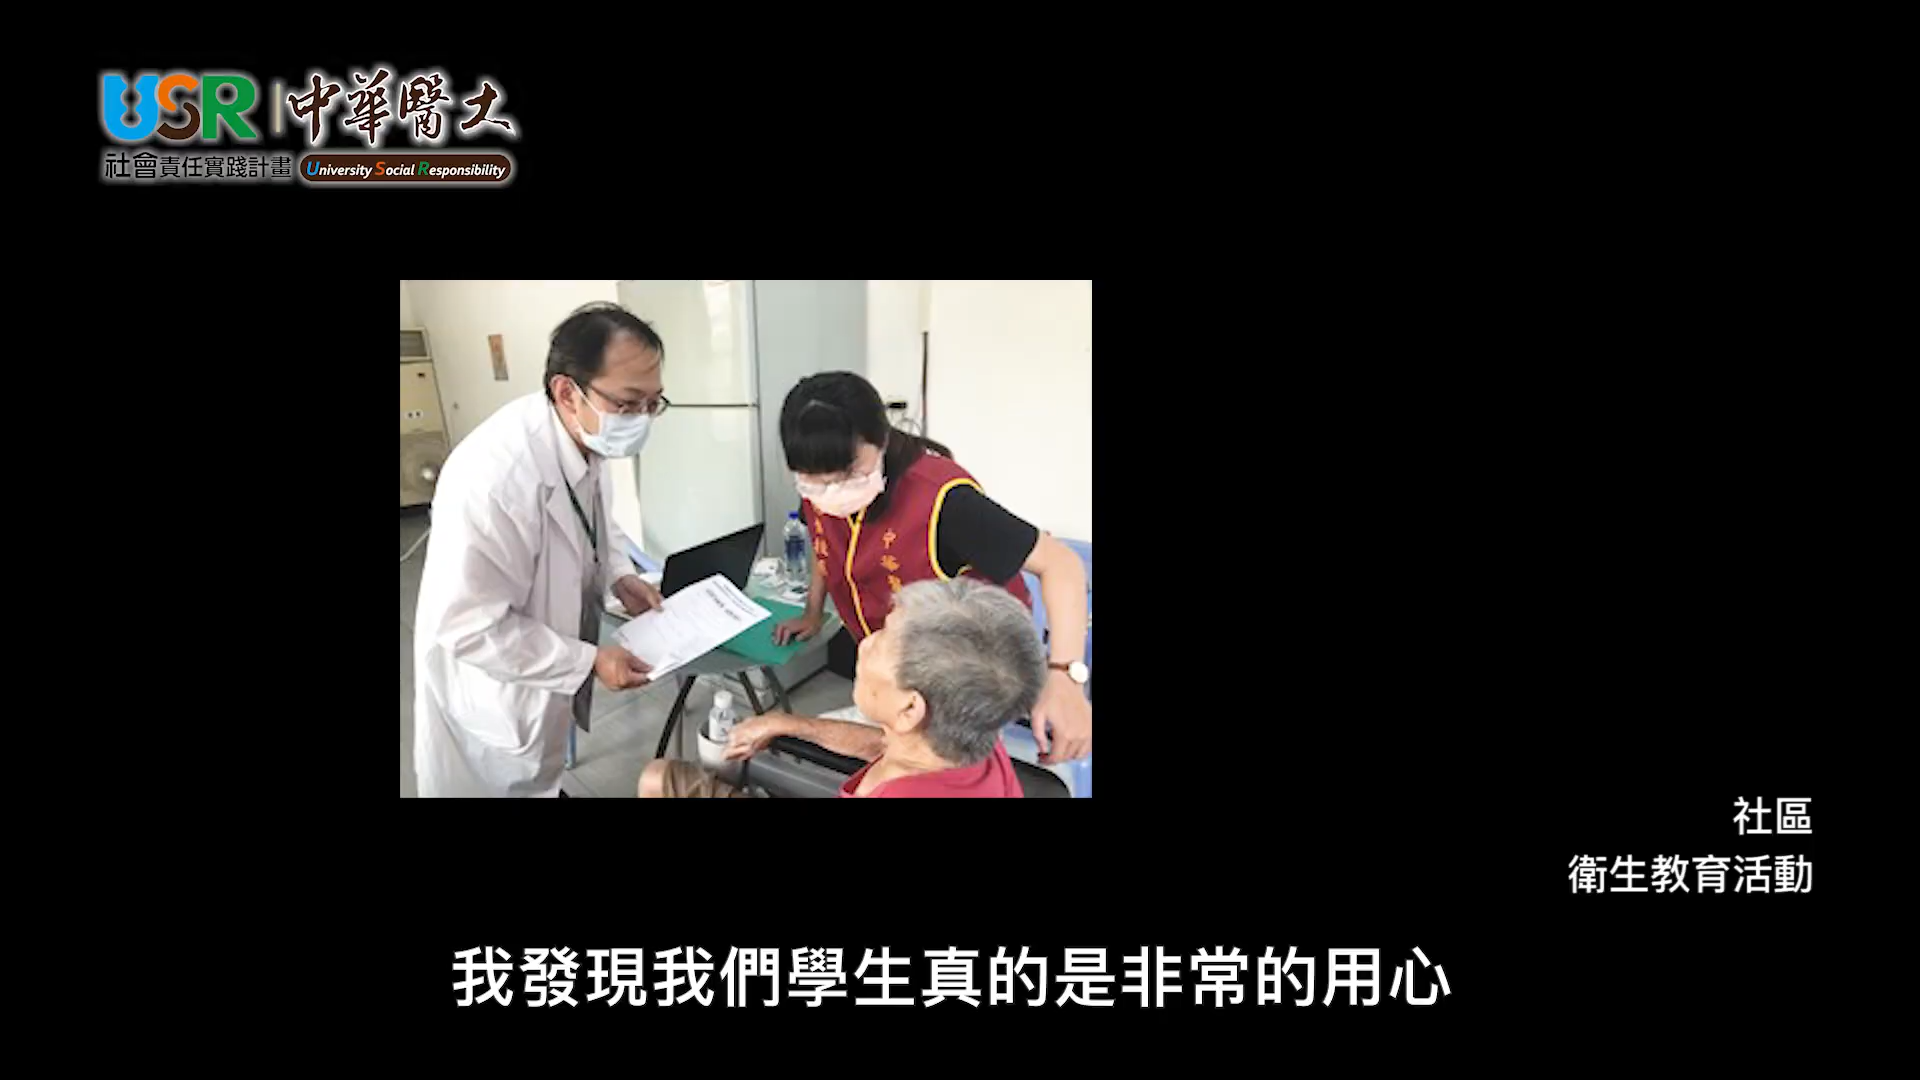 USR 中華醫大
社會責任實踐計畫 University Social Responsibility
社區
衛生教育活動
我發現我們學生真的是非常的用心